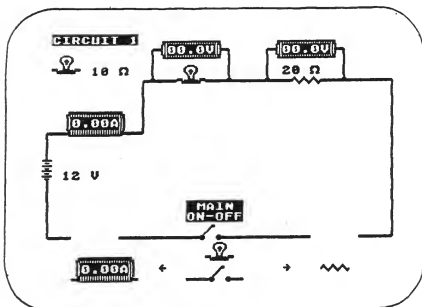 CIRCUIT 1
00.0V
00.0V
10 Ω
20 Ω
0.00A
12 V
MAIN
ON-OFF
0.00A